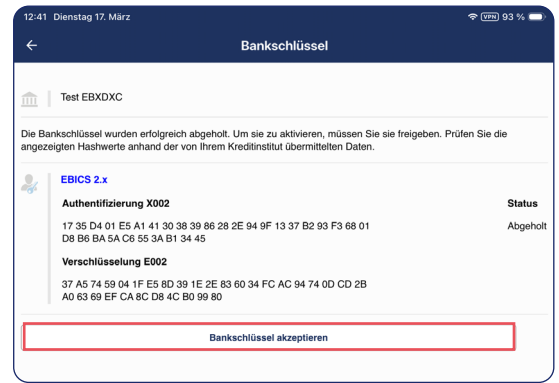 12:41 Dienstag 17. März VPN 93 %
Bankschlüssel
Test EBXDXC
Die Bankschlüssel wurden erfolgreich abgeholt. Um sie zu aktivieren, müssen Sie sie freigeben. Prüfen Sie die
angezeigten Hashwerte anhand der von Ihrem Kreditinstitut übermittelten Daten.
EBICS 2.x
Authentifizierung X002 Status
17 35 D4 01 E5 A1 41 30 38 39 86 28 2E 94 9F 13 37 B2 93 F3 68 01 Abgeholt
D8 B6 BA 5A C6 55 3A B1 34 45
Verschlüsselung E002
37 A5 74 59 04 1F E5 8D 39 1E 2E 83 60 34 FC AC 94 74 0D CD 2B
A0 63 69 EF CA 8C D8 4C B0 99 80
Bankschlüssel akzeptieren